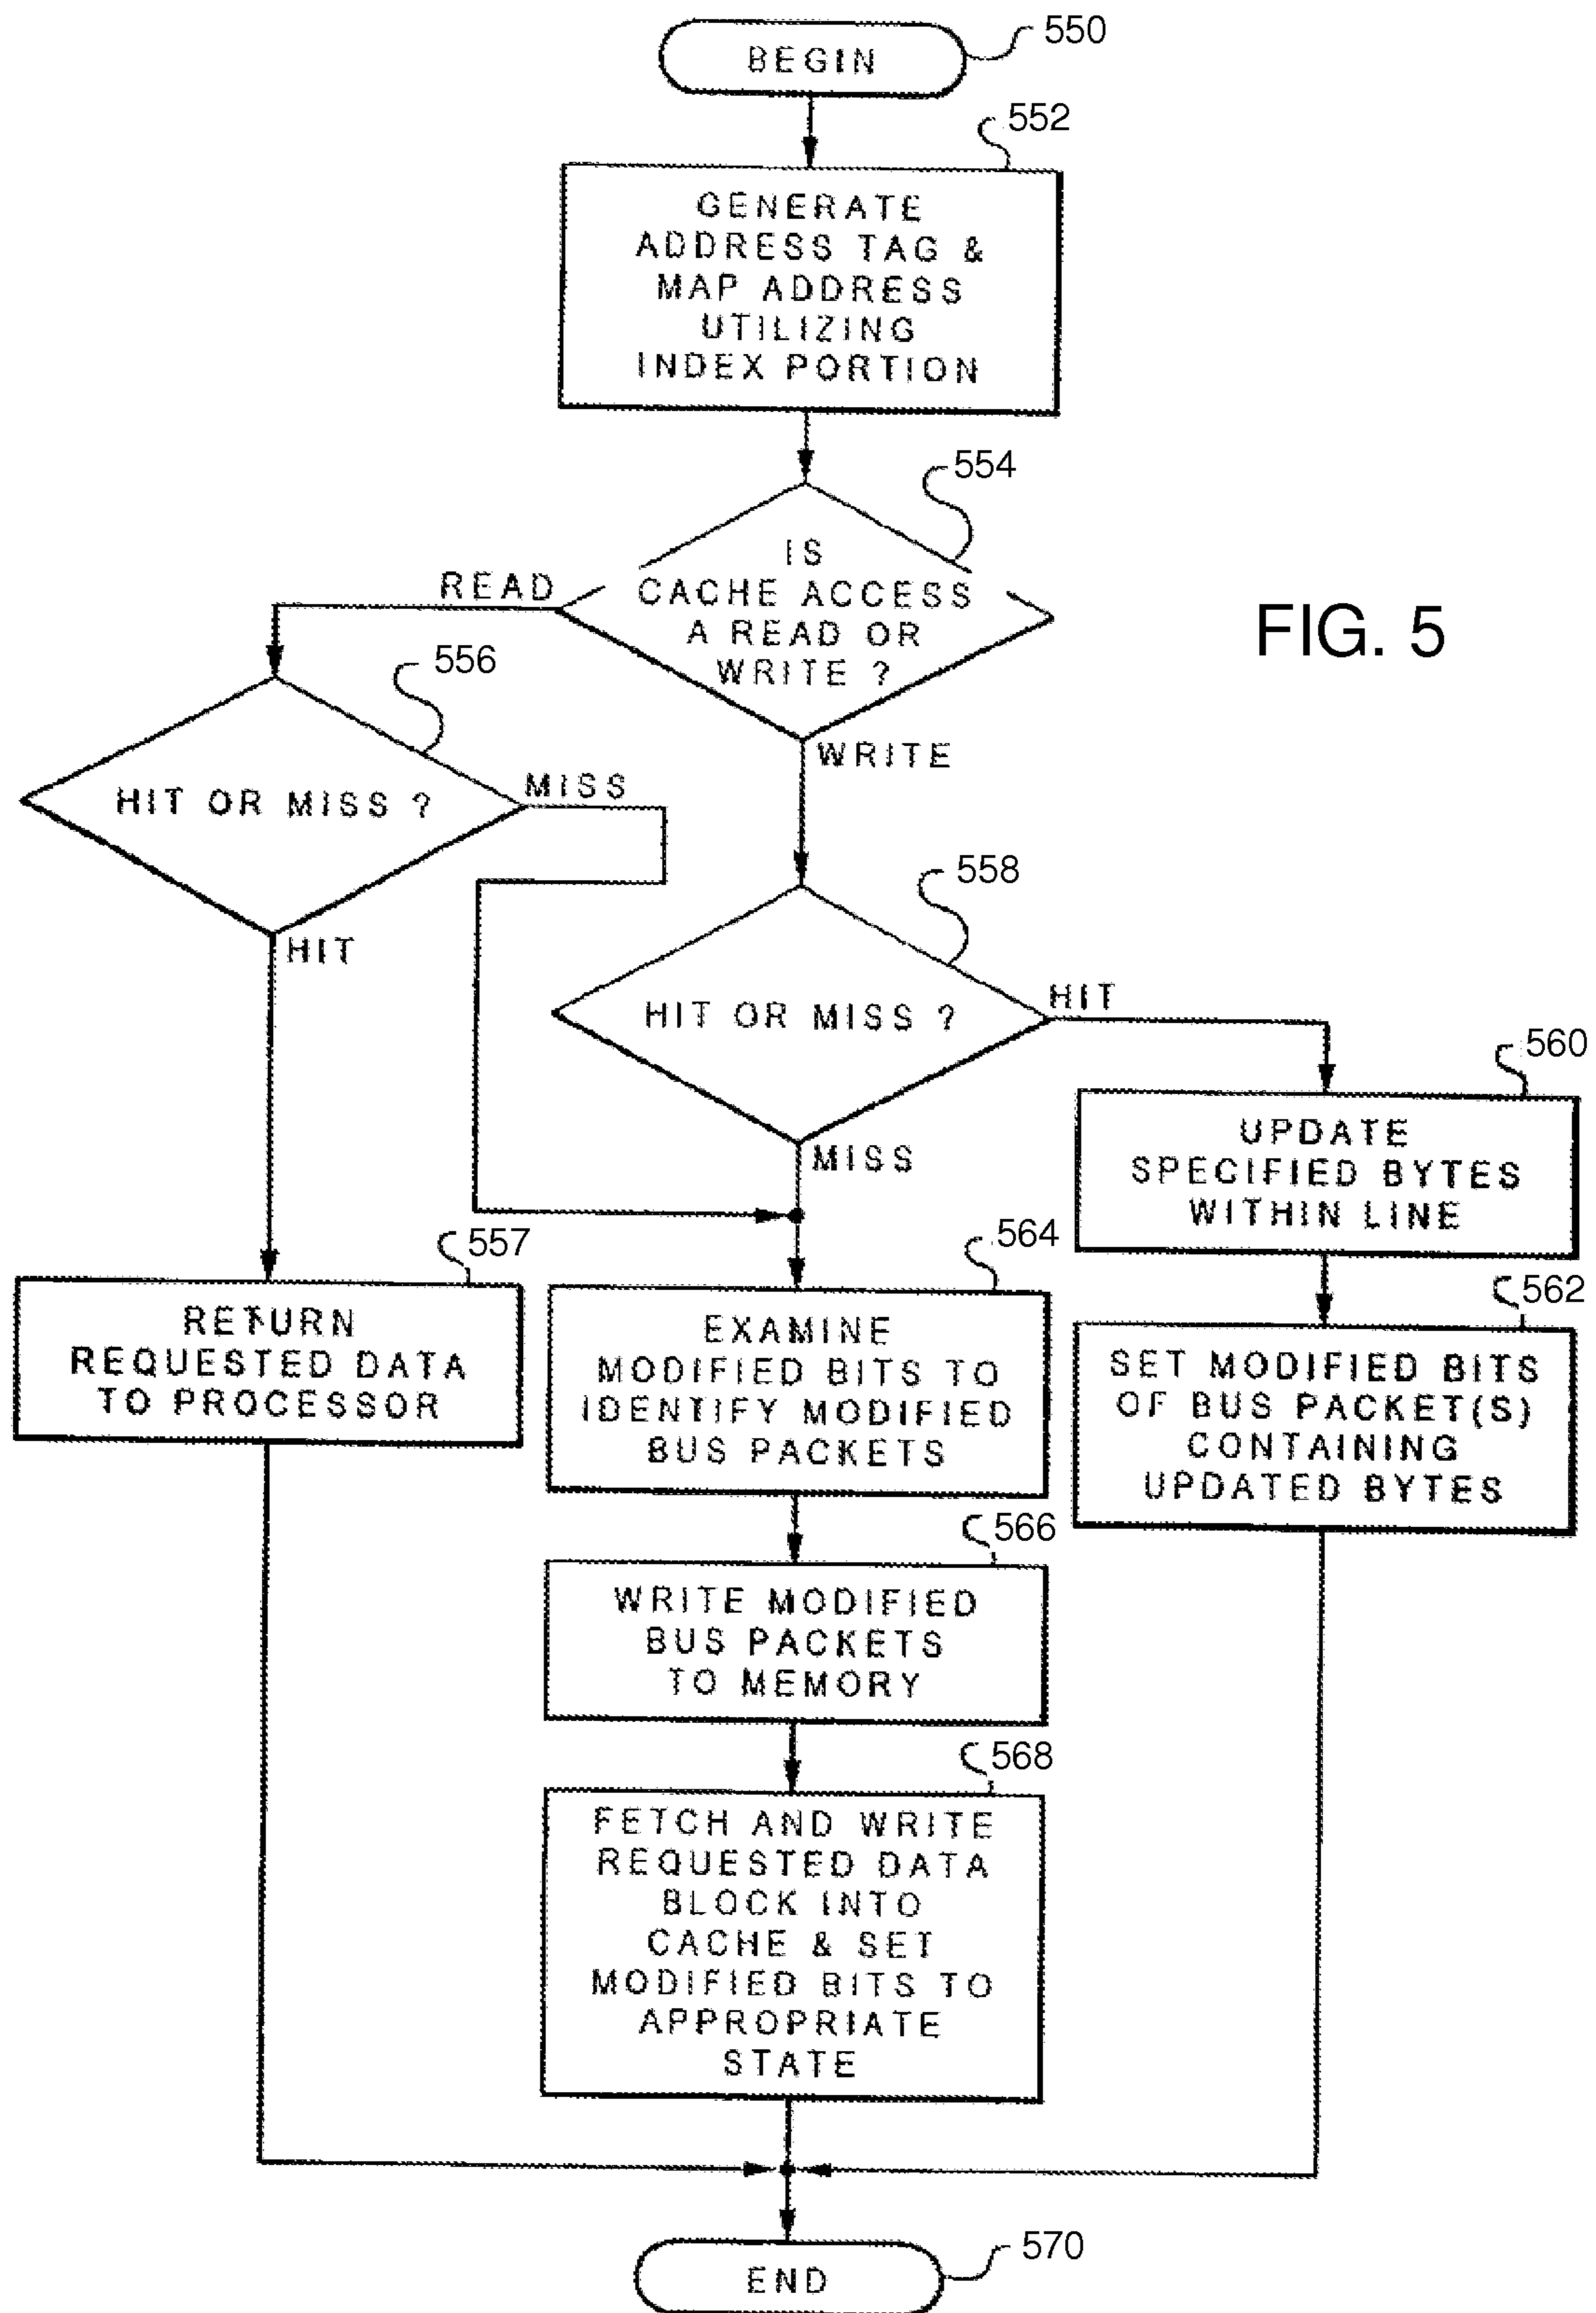 BEGIN
550
552
GENERATE
ADDRESS TAG &
MAP ADDRESS
UTILIZING
INDEX PORTION
554
IS
CACHE ACCESS
A READ OR
WRITE ?
READ
FIG. 5
556
WRITE
HIT OR MISS ?
MISS
HIT
558
HIT OR MISS ?
HIT
MISS
560
UPDATE
SPECIFIED BYTES
WITHIN LINE
557
RETURN
REQUESTED DATA
TO PROCESSOR
564
EXAMINE
MODIFIED BITS TO
IDENTIFY MODIFIED
BUS PACKETS
562
SET MODIFIED BITS
OF BUS PACKET(S)
CONTAINING
UPDATED BYTES
566
WRITE MODIFIED
BUS PACKETS
TO MEMORY
568
FETCH AND WRITE
REQUESTED DATA
BLOCK INTO
CACHE & SET
MODIFIED BITS TO
APPROPRIATE
STATE
570
END